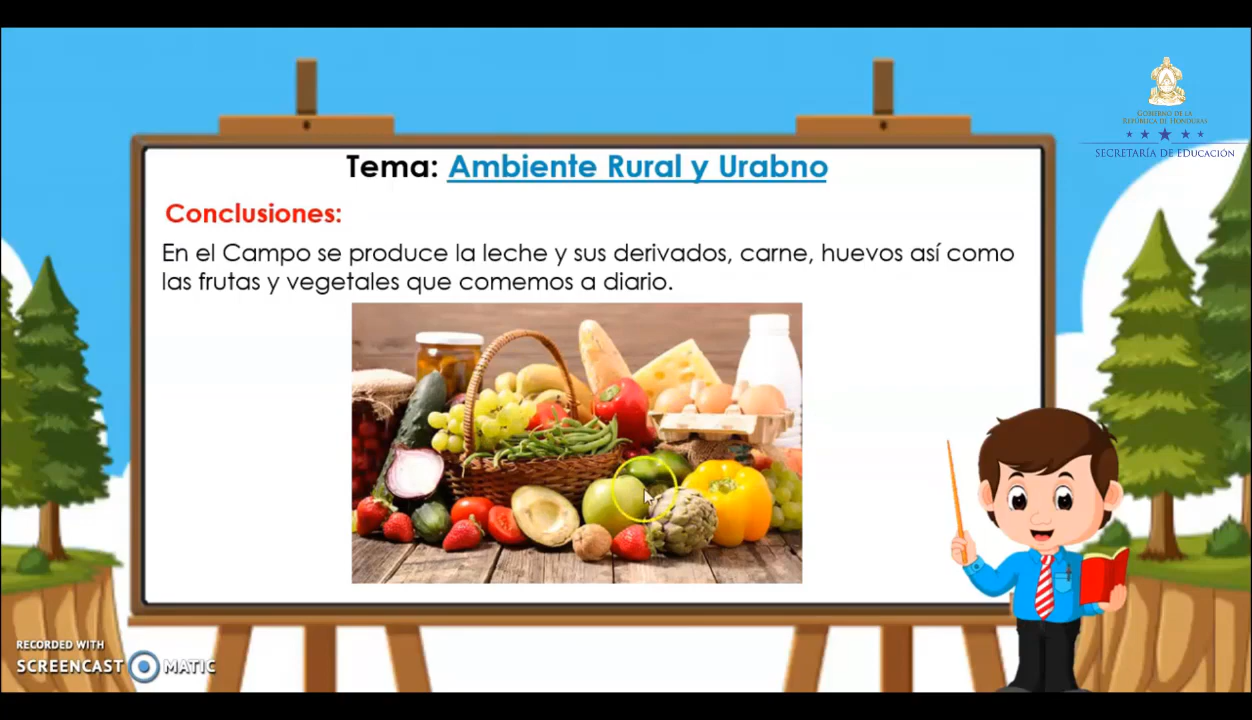 GOBIERNO DE LA
REPÚBLICA DE HONDURAS
SECRETARÍA DE EDUCACIÓN
Tema: Ambiente Rural y Urabno
Conclusiones:
En el Campo se produce la leche y sus derivados, carne, huevos así como
las frutas y vegetales que comemos a diario.
RECORDED WITH
SCREENCAST MATIC